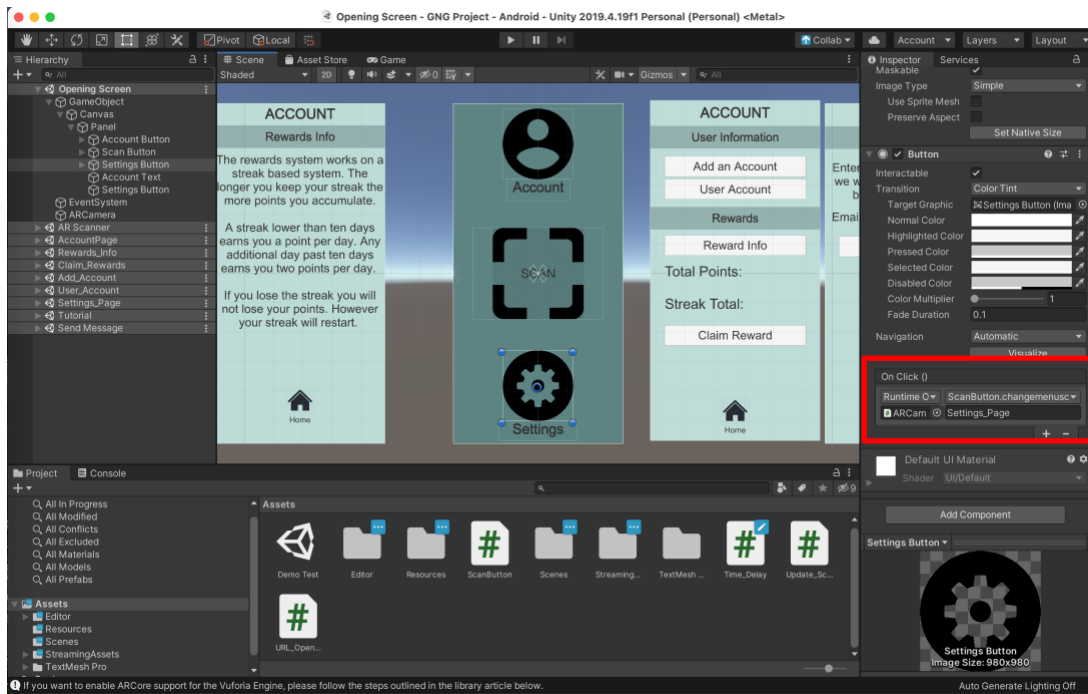 Opening Screen - GNG Project - Android - Unity 2019.4.19f1 Personal (Personal) <Metal>
Pivot Local Collab Account Layers Layout
Hierarchy
All
Opening Screen
GameObject
Canvas
Panel
Account Button
Scan Button
Settings Button
Account Text
Settings Button
EventSystem
ARCamera
AR Scanner
AccountPage
Rewards_Info
Claim_Rewards
Add_Account
User_Account
Settings_Page
Tutorial
Send Message
Scene Asset Store Game
Shaded 2D 0 Gizmos All
ACCOUNT
Rewards Info
The rewards system works on a
streak based system. The
longer you keep your streak the
more points you accumulate.
A streak lower than ten days
earns you a point per day. Any
additional day past ten days
earns you two points per day.
If you lose the streak you will
not lose your points. However
your streak will restart.
Home
Account
SCAN
Settings
ACCOUNT
User Information
Add an Account
User Account
Rewards
Reward Info
Total Points:
Streak Total:
Claim Reward
Home
Enter
we w
b
Emai
Inspector Services
Maskable
Image Type Simple
Use Sprite Mesh
Preserve Aspect
Set Native Size
Button
Interactable
Transition Color Tint
Target Graphic Settings Button (Ima
Normal Color
Highlighted Color
Pressed Color
Selected Color
Disabled Color
Color Multiplier 1
Fade Duration 0.1
Navigation Automatic
Visualize
On Click ()
Runtime O ScanButton.changemenusc
ARCam Settings_Page
+ -
Default UI Material
Shader UI/Default
Add Component
Settings Button
Settings Button
Image Size: 980x980
Project Console
9
All In Progress
All Modified
All Conflicts
All Excluded
All Materials
All Models
All Prefabs
Assets
Editor
Resources
Scenes
StreamingAssets
TextMesh Pro
Assets
Demo Test Editor Resources ScanButton Scenes Streaming... TextMesh ... Time_Delay Update_Sc...
URL_Open...
If you want to enable ARCore support for the Vuforia Engine, please follow the steps outlined in the library article below.
Auto Generate Lighting Off